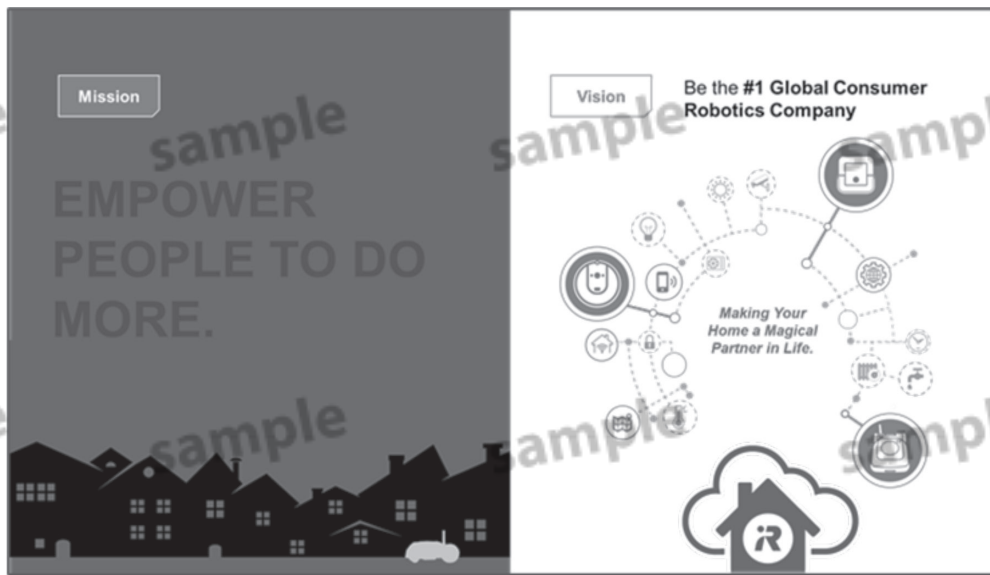 Mission
EMPOWER
PEOPLE TO DO
MORE.
Vision
Be the #1 Global Consumer
Robotics Company
Making Your
Home a Magical
Partner in Life.
iR
sample
sample
sample
sample
sample
sample